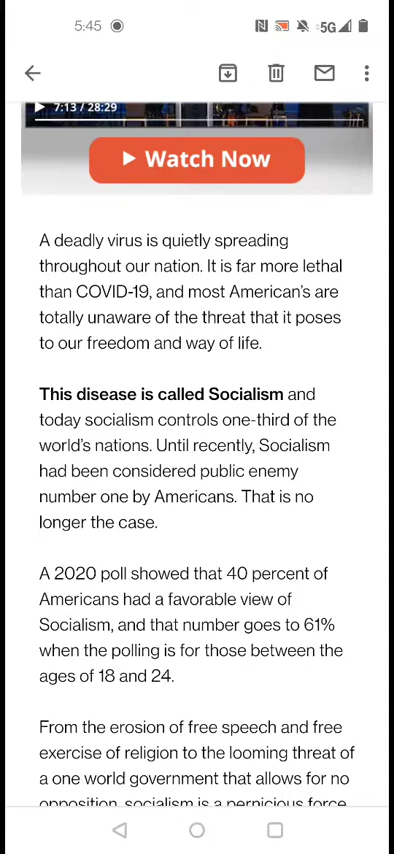 5:45
5G
7:13 / 28:29
Watch Now
A deadly virus is quietly spreading
throughout our nation. It is far more lethal
than COVID-19, and most American's are
totally unaware of the threat that it poses
to our freedom and way of life.
This disease is called Socialism and
today socialism controls one-third of the
world's nations. Until recently, Socialism
had been considered public enemy
number one by Americans. That is no
longer the case.
A 2020 poll showed that 40 percent of
Americans had a favorable view of
Socialism, and that number goes to 61%
when the polling is for those between the
ages of 18 and 24.
From the erosion of free speech and free
exercise of religion to the looming threat of
a one world government that allows for no
opposition, socialism is a pernicious force